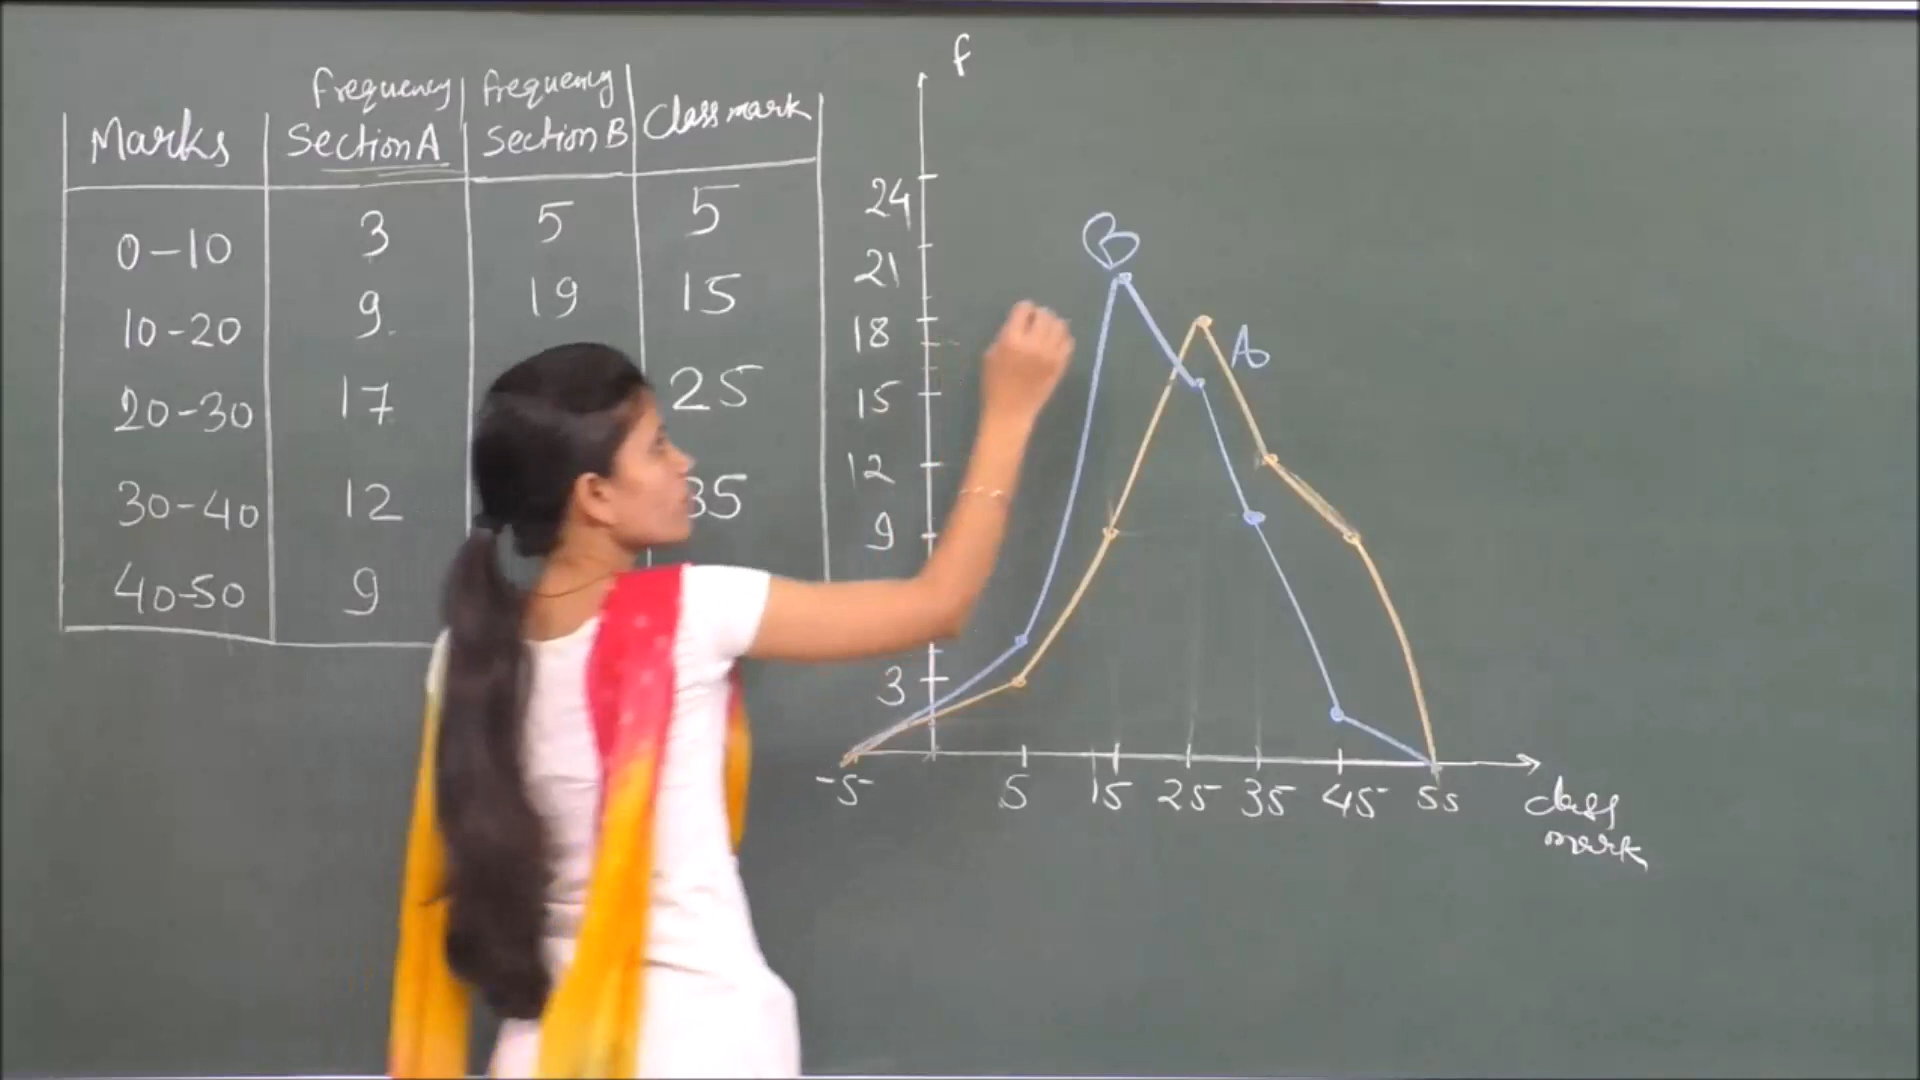 Marks | Frequency Section A | Frequency Section B | Class mark
0-10 | 3 | 5 | 5
10-20 | 9 | 19 | 15
20-30 | 17 | 25
30-40 | 12 | 35
40-50 | 9
f
24
21
18
15
12
9
3
B
A
-5 5 15 25 35 45 55
class
mark